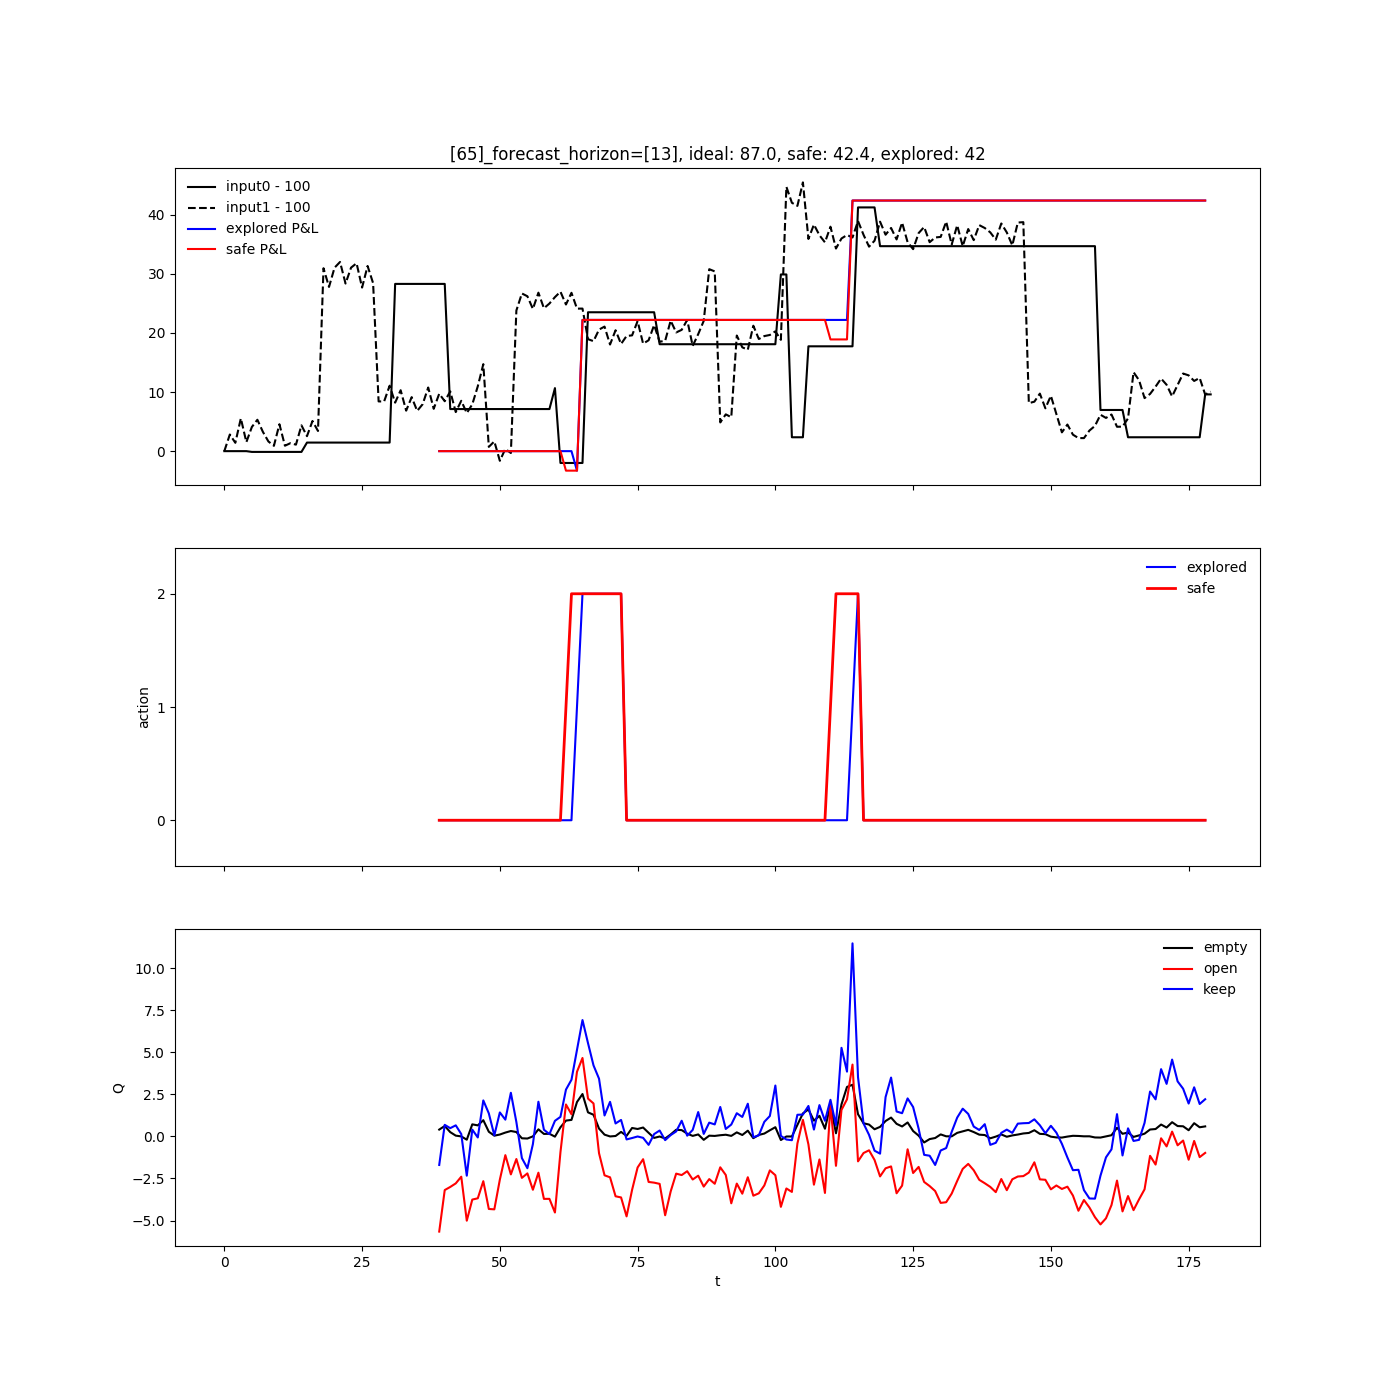 [65]_forecast_horizon=[13], ideal: 87.0, safe: 42.4, explored: 42
input0 - 100
input1 - 100
explored P&L
safe P&L
40
30
20
10
0
explored
safe
2
1
0
action
empty
open
keep
10.0
7.5
5.0
2.5
0.0
−2.5
−5.0
Q
0 25 50 75 100 125 150 175
t